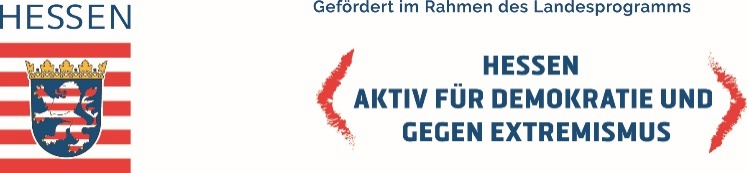 HESSEN
Gefördert im Rahmen des Landesprogramms
HESSEN
AKTIV FÜR DEMOKRATIE UND
GEGEN EXTREMISMUS